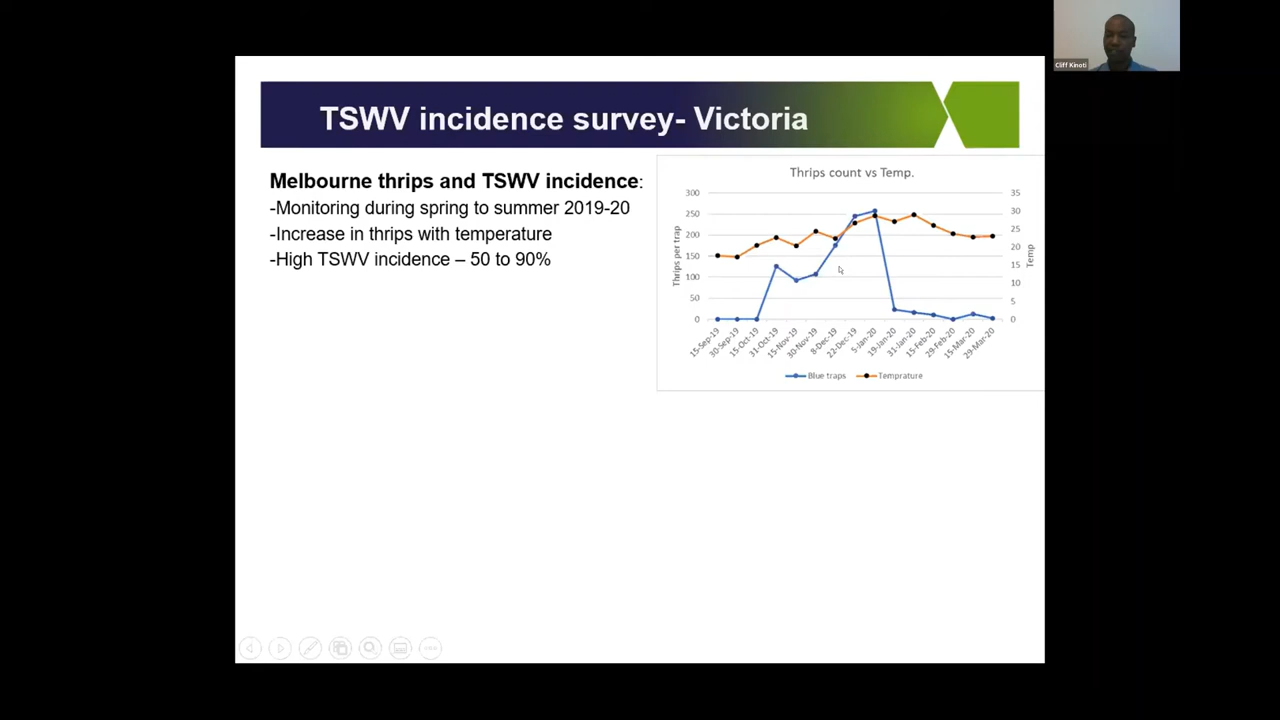 Cliff Kinoti
TSWV incidence survey- Victoria
Melbourne thrips and TSWV incidence:
-Monitoring during spring to summer 2019-20
-Increase in thrips with temperature
-High TSWV incidence – 50 to 90%
Thrips count vs Temp.
300
250
200
150
100
50
0
Thrips per trap
35
30
25
20
15
10
5
0
Temp
15-Sep-19
30-Sep-19
15-Oct-19
31-Oct-19
15-Nov-19
30-Nov-19
8-Dec-19
22-Dec-19
5-Jan-20
19-Jan-20
31-Jan-20
15-Feb-20
29-Feb-20
15-Mar-20
29-Mar-20
Blue traps
Temprature